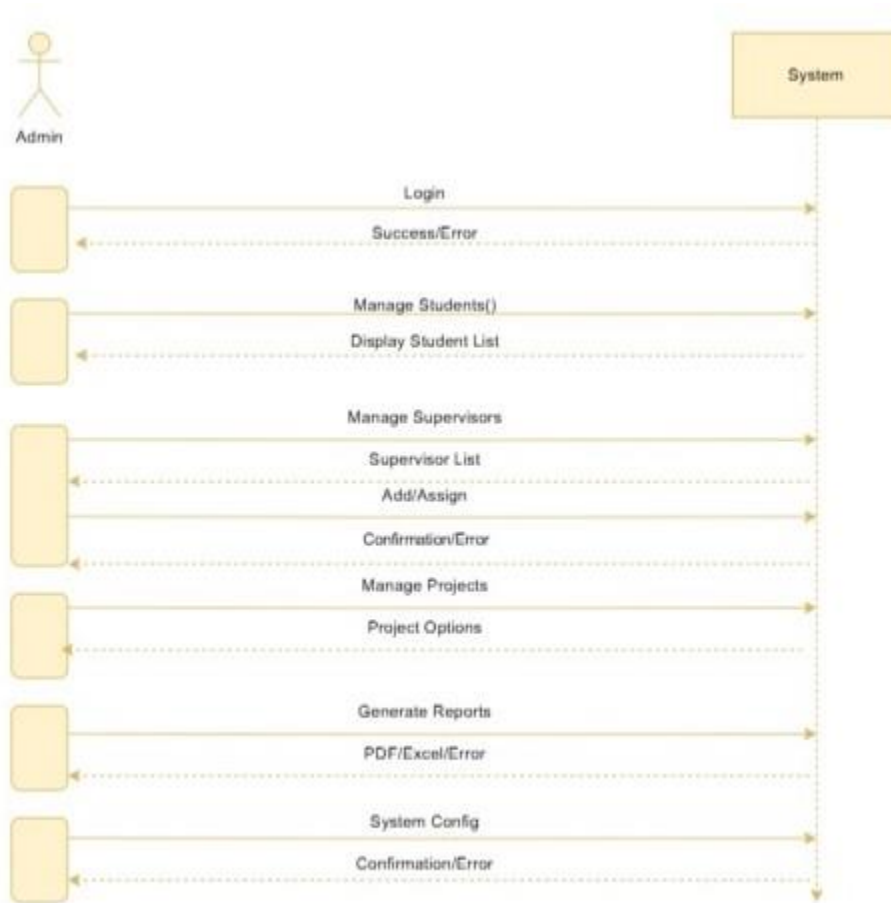 System
Admin
Login
Success/Error
Manage Students()
Display Student List
Manage Supervisors
Supervisor List
Add/Assign
Confirmation/Error
Manage Projects
Project Options
Generate Reports
PDF/Excel/Error
System Config
Confirmation/Error